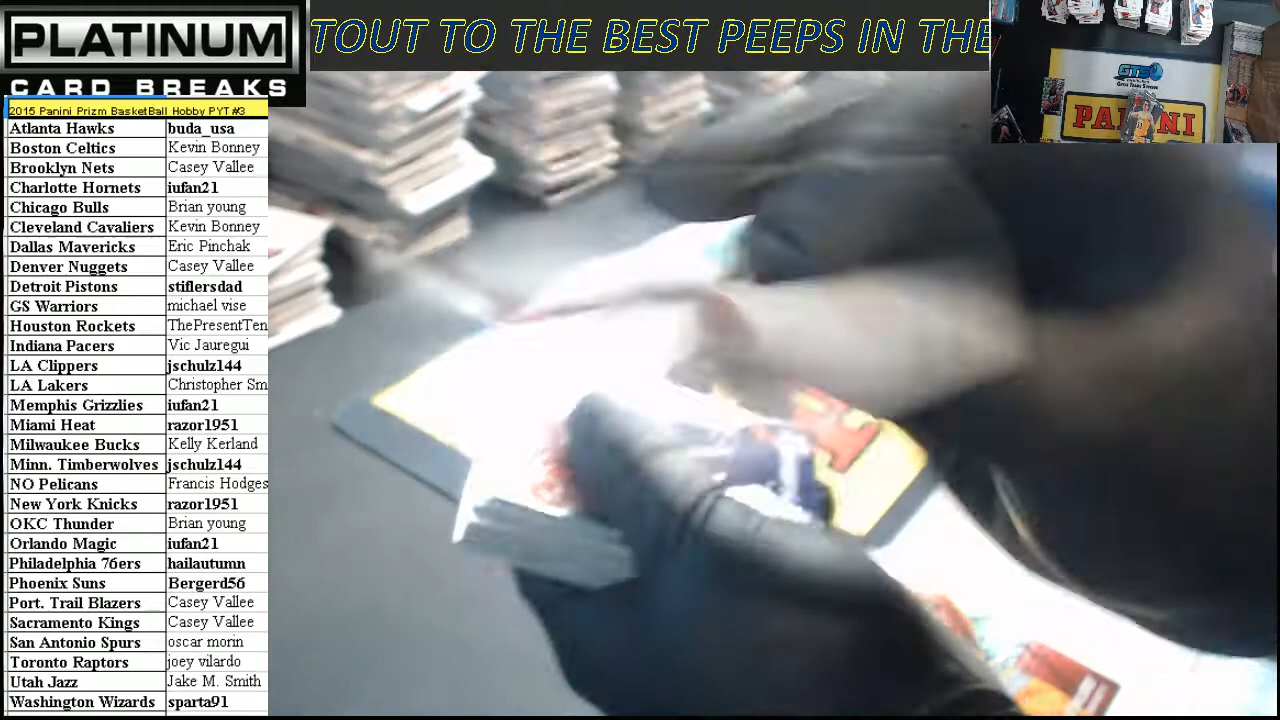 PLATINUM
CARD BREAKS
TOUT TO THE BEST PEEPS IN THE
2015 Panini Prizm BasketBall Hobby PYT #3
Atlanta Hawks buda_usa
Boston Celtics Kevin Bonney
Brooklyn Nets Casey Vallee
Charlotte Hornets iufan21
Chicago Bulls Brian young
Cleveland Cavaliers Kevin Bonney
Dallas Mavericks Eric Pinchak
Denver Nuggets Casey Vallee
Detroit Pistons stiflersdad
GS Warriors michael vise
Houston Rockets ThePresentTen
Indiana Pacers Vic Jauregui
LA Clippers jschulz144
LA Lakers Christopher Sm
Memphis Grizzlies iufan21
Miami Heat razor1951
Milwaukee Bucks Kelly Kerland
Minn. Timberwolves jschulz144
NO Pelicans Francis Hodges
New York Knicks razor1951
OKC Thunder Brian young
Orlando Magic iufan21
Philadelphia 76ers hailautumn
Phoenix Suns Bergerd56
Port. Trail Blazers Casey Vallee
Sacramento Kings Casey Vallee
San Antonio Spurs oscar morin
Toronto Raptors joey vilardo
Utah Jazz Jake M. Smith
Washington Wizards sparta91
GTS
PANINI